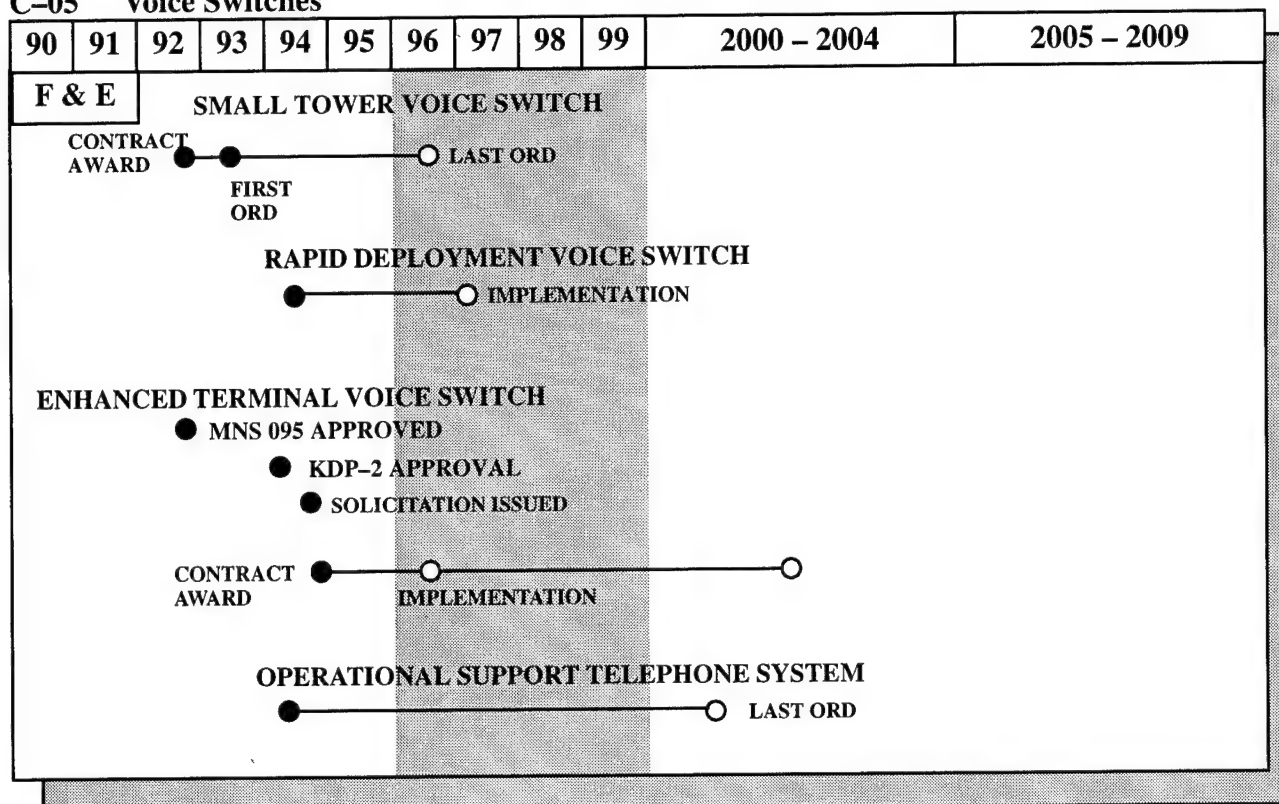 C–05 Voice Switches
90 91 92 93 94 95 96 97 98 99 2000 – 2004 2005 – 2009
F & E
SMALL TOWER VOICE SWITCH
CONTRACT
AWARD
LAST ORD
FIRST
ORD
RAPID DEPLOYMENT VOICE SWITCH
IMPLEMENTATION
ENHANCED TERMINAL VOICE SWITCH
MNS 095 APPROVED
KDP–2 APPROVAL
SOLICITATION ISSUED
CONTRACT
AWARD
IMPLEMENTATION
OPERATIONAL SUPPORT TELEPHONE SYSTEM
LAST ORD